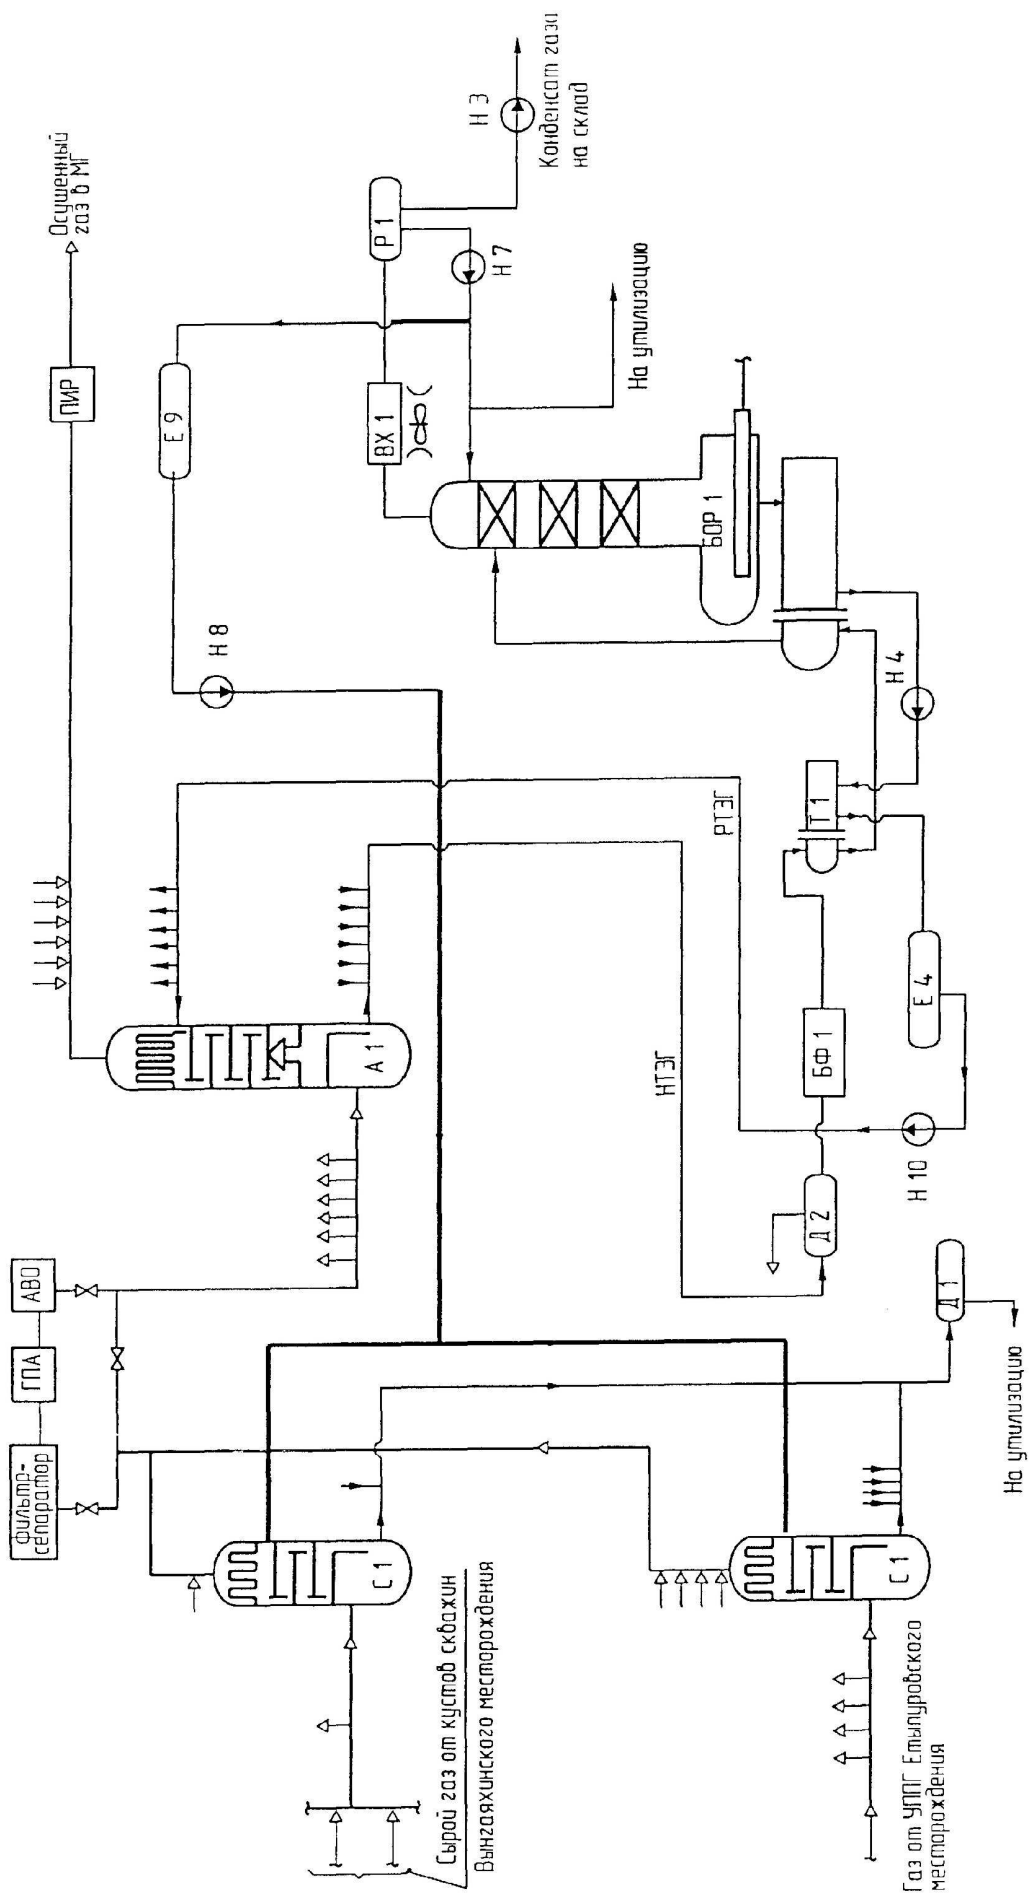 Фильтр-
сепаратор
ГПА
АВО
ПИР
Осушенный
газ в МГ
С 1
А 1
Е 9
Н 8
ВХ 1
Р 1
Н 7
Н 3
Конденсат газа
на склад
На утилизацию
БОР 1
РТЭГ
НТЭГ
Н 4
Т 1
Е 4
БФ 1
Н 10
Д 2
Д 1
На утилизацию
С 1
Сырой газ от кустов скважин
Вынгаяхинского месторождения
Газ от УППГ Етыпуровского
месторождения